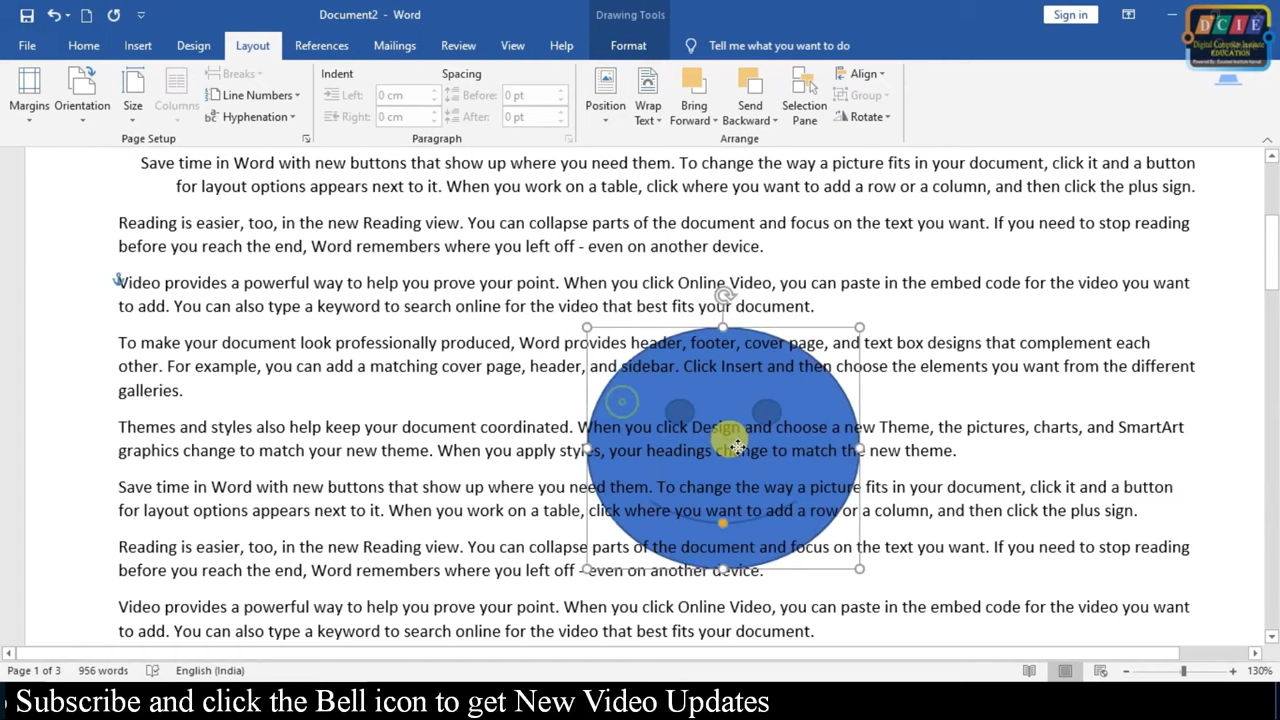 Document2 - Word
Drawing Tools
Sign in
DCIE
Digital Computer Institute
EDUCATION
File Home Insert Design Layout References Mailings Review View Help Format Tell me what you want to do
Margins
Orientation
Size
Columns
Breaks
Line Numbers
Hyphenation
Page Setup
Indent
Left: 0 cm
Right: 0 cm
Spacing
Before: 0 pt
After: 0 pt
Paragraph
Position
Wrap
Text
Bring
Forward
Send
Backward
Selection
Pane
Align
Group
Rotate
Arrange
Save time in Word with new buttons that show up where you need them. To change the way a picture fits in your document, click it and a button
for layout options appears next to it. When you work on a table, click where you want to add a row or a column, and then click the plus sign.
Reading is easier, too, in the new Reading view. You can collapse parts of the document and focus on the text you want. If you need to stop reading
before you reach the end, Word remembers where you left off - even on another device.
Video provides a powerful way to help you prove your point. When you click Online Video, you can paste in the embed code for the video you want
to add. You can also type a keyword to search online for the video that best fits your document.
To make your document look professionally produced, Word provides header, footer, cover page, and text box designs that complement each
other. For example, you can add a matching cover page, header, and sidebar. Click Insert and then choose the elements you want from the different
galleries.
Themes and styles also help keep your document coordinated. When you click Design and choose a new Theme, the pictures, charts, and SmartArt
graphics change to match your new theme. When you apply styles, your headings change to match the new theme.
Save time in Word with new buttons that show up where you need them. To change the way a picture fits in your document, click it and a button
for layout options appears next to it. When you work on a table, click where you want to add a row or a column, and then click the plus sign.
Reading is easier, too, in the new Reading view. You can collapse parts of the document and focus on the text you want. If you need to stop reading
before you reach the end, Word remembers where you left off - even on another device.
Video provides a powerful way to help you prove your point. When you click Online Video, you can paste in the embed code for the video you want
to add. You can also type a keyword to search online for the video that best fits your document.
Page 1 of 3 956 words English (India) 130%
Subscribe and click the Bell icon to get New Video Updates